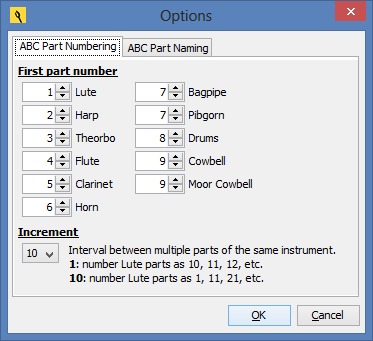 Options
ABC Part Numbering
ABC Part Naming
First part number
1 Lute
7 Bagpipe
2 Harp
7 Pibgorn
3 Theorbo
8 Drums
4 Flute
9 Cowbell
5 Clarinet
9 Moor Cowbell
6 Horn
Increment
10 Interval between multiple parts of the same instrument.
1: number Lute parts as 10, 11, 12, etc.
10: number Lute parts as 1, 11, 21, etc.
OK
Cancel